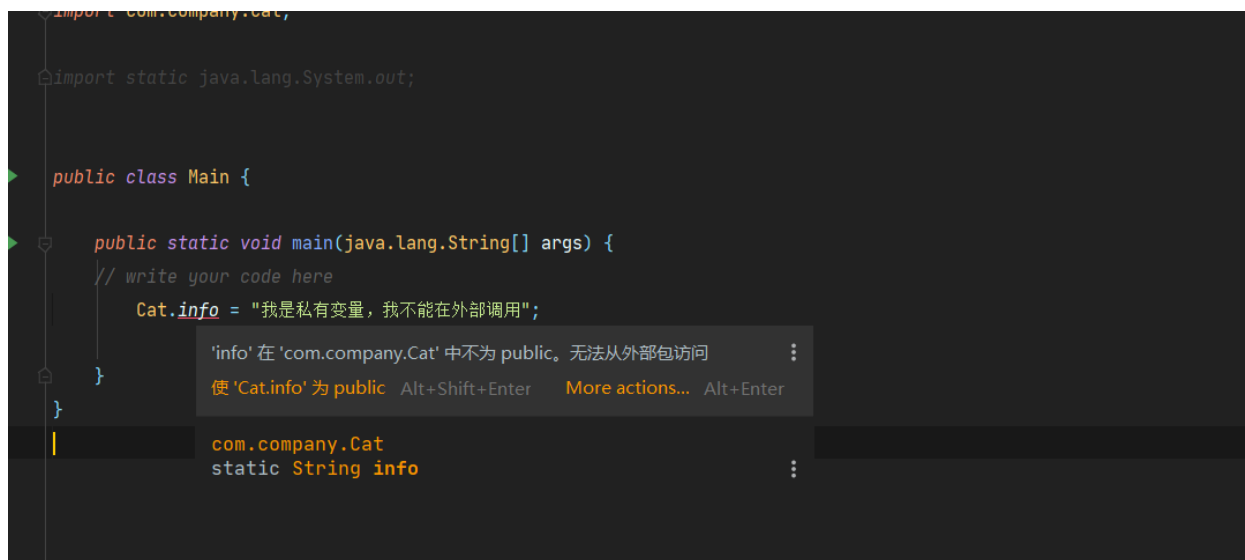 import com.company.Cat;
import static java.lang.System.out;
public class Main {
public static void main(java.lang.String[] args) {
// write your code here
Cat.info = "我是私有变量，我不能在外部调用";
'info' 在 'com.company.Cat' 中不为 public。无法从外部包访问
使 'Cat.info' 为 public Alt+Shift+Enter More actions... Alt+Enter
}
}
com.company.Cat
static String info